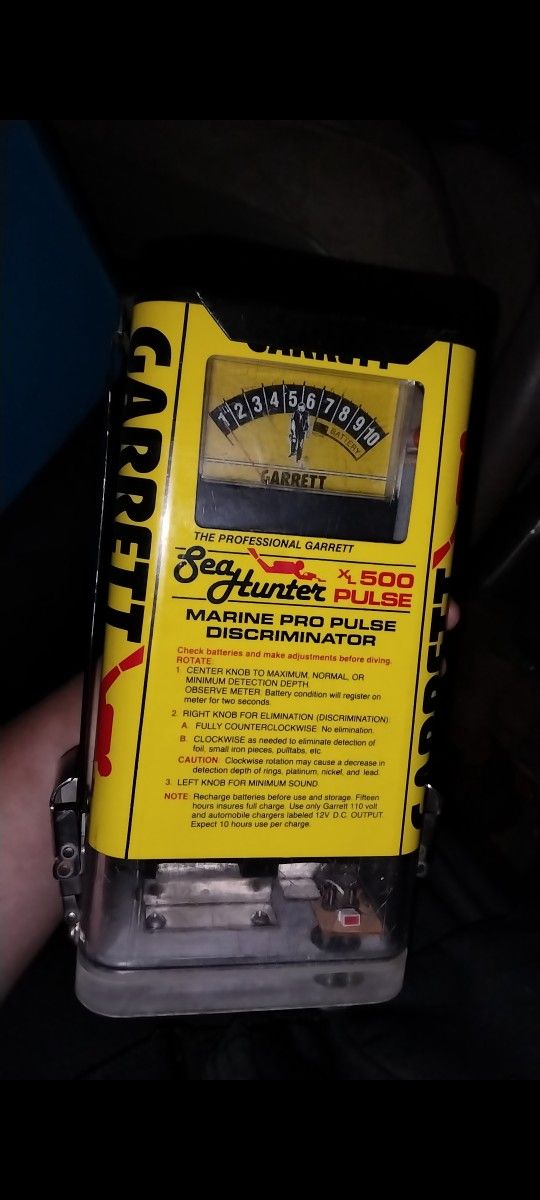 GARRETT
GARRETT
1 2 3 4 5 6 7 8 9 10
BATTERY
GARRETT
THE PROFESSIONAL GARRETT
Sea Hunter XL 500 PULSE
MARINE PRO PULSE
DISCRIMINATOR
Check batteries and make adjustments before diving.
ROTATE:
1. CENTER KNOB TO MAXIMUM, NORMAL, OR
MINIMUM DETECTION DEPTH.
OBSERVE METER: Battery condition will register on
meter for two seconds.
2. RIGHT KNOB FOR ELIMINATION (DISCRIMINATION):
A. FULLY COUNTERCLOCKWISE: No elimination.
B. CLOCKWISE as needed to eliminate detection of
foil, small iron pieces, pulltabs, etc.
CAUTION: Clockwise rotation may cause a decrease in
detection depth of rings, platinum, nickel, and lead.
3. LEFT KNOB FOR MINIMUM SOUND.
NOTE: Recharge batteries before use and storage. Fifteen
hours insures full charge. Use only Garrett 110 volt
and automobile chargers labeled 12V D.C. OUTPUT.
Expect 10 hours use per charge.
GARRETT